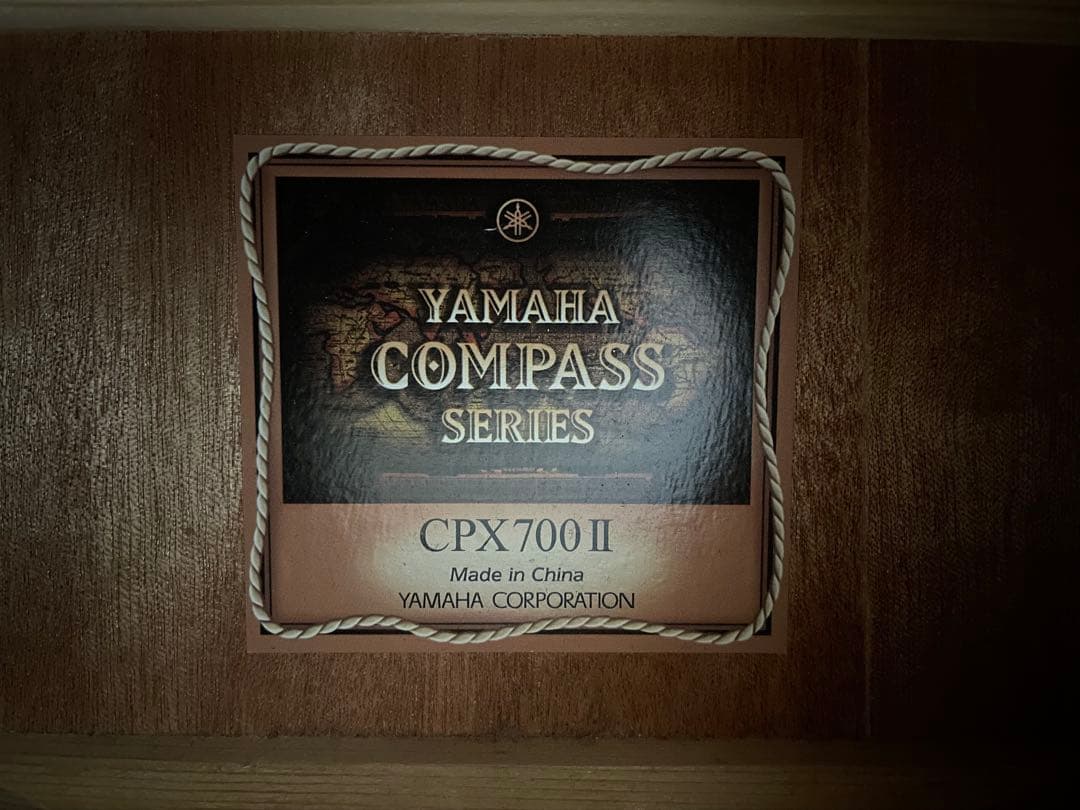 YAMAHA
COMPASS
SERIES
CPX700Ⅱ
Made in China
YAMAHA CORPORATION